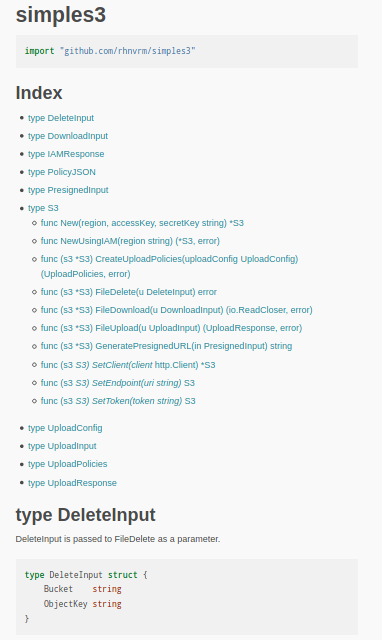 simples3
import "github.com/rhnvrm/simples3"
Index
type DeleteInput
type DownloadInput
type IAMResponse
type PolicyJSON
type PresignedInput
type S3
func New(region, accessKey, secretKey string) *S3
func NewUsingIAM(region string) (*S3, error)
func (s3 *S3) CreateUploadPolicies(uploadConfig UploadConfig)
(UploadPolicies, error)
func (s3 *S3) FileDelete(u DeleteInput) error
func (s3 *S3) FileDownload(u DownloadInput) (io.ReadCloser, error)
func (s3 *S3) FileUpload(u UploadInput) (UploadResponse, error)
func (s3 *S3) GeneratePresignedURL(in PresignedInput) string
func (s3 S3) SetClient(client http.Client) *S3
func (s3 S3) SetEndpoint(uri string) S3
func (s3 S3) SetToken(token string) S3
type UploadConfig
type UploadInput
type UploadPolicies
type UploadResponse
type DeleteInput
DeleteInput is passed to FileDelete as a parameter.
type DeleteInput struct {
    Bucket    string
    ObjectKey string
}